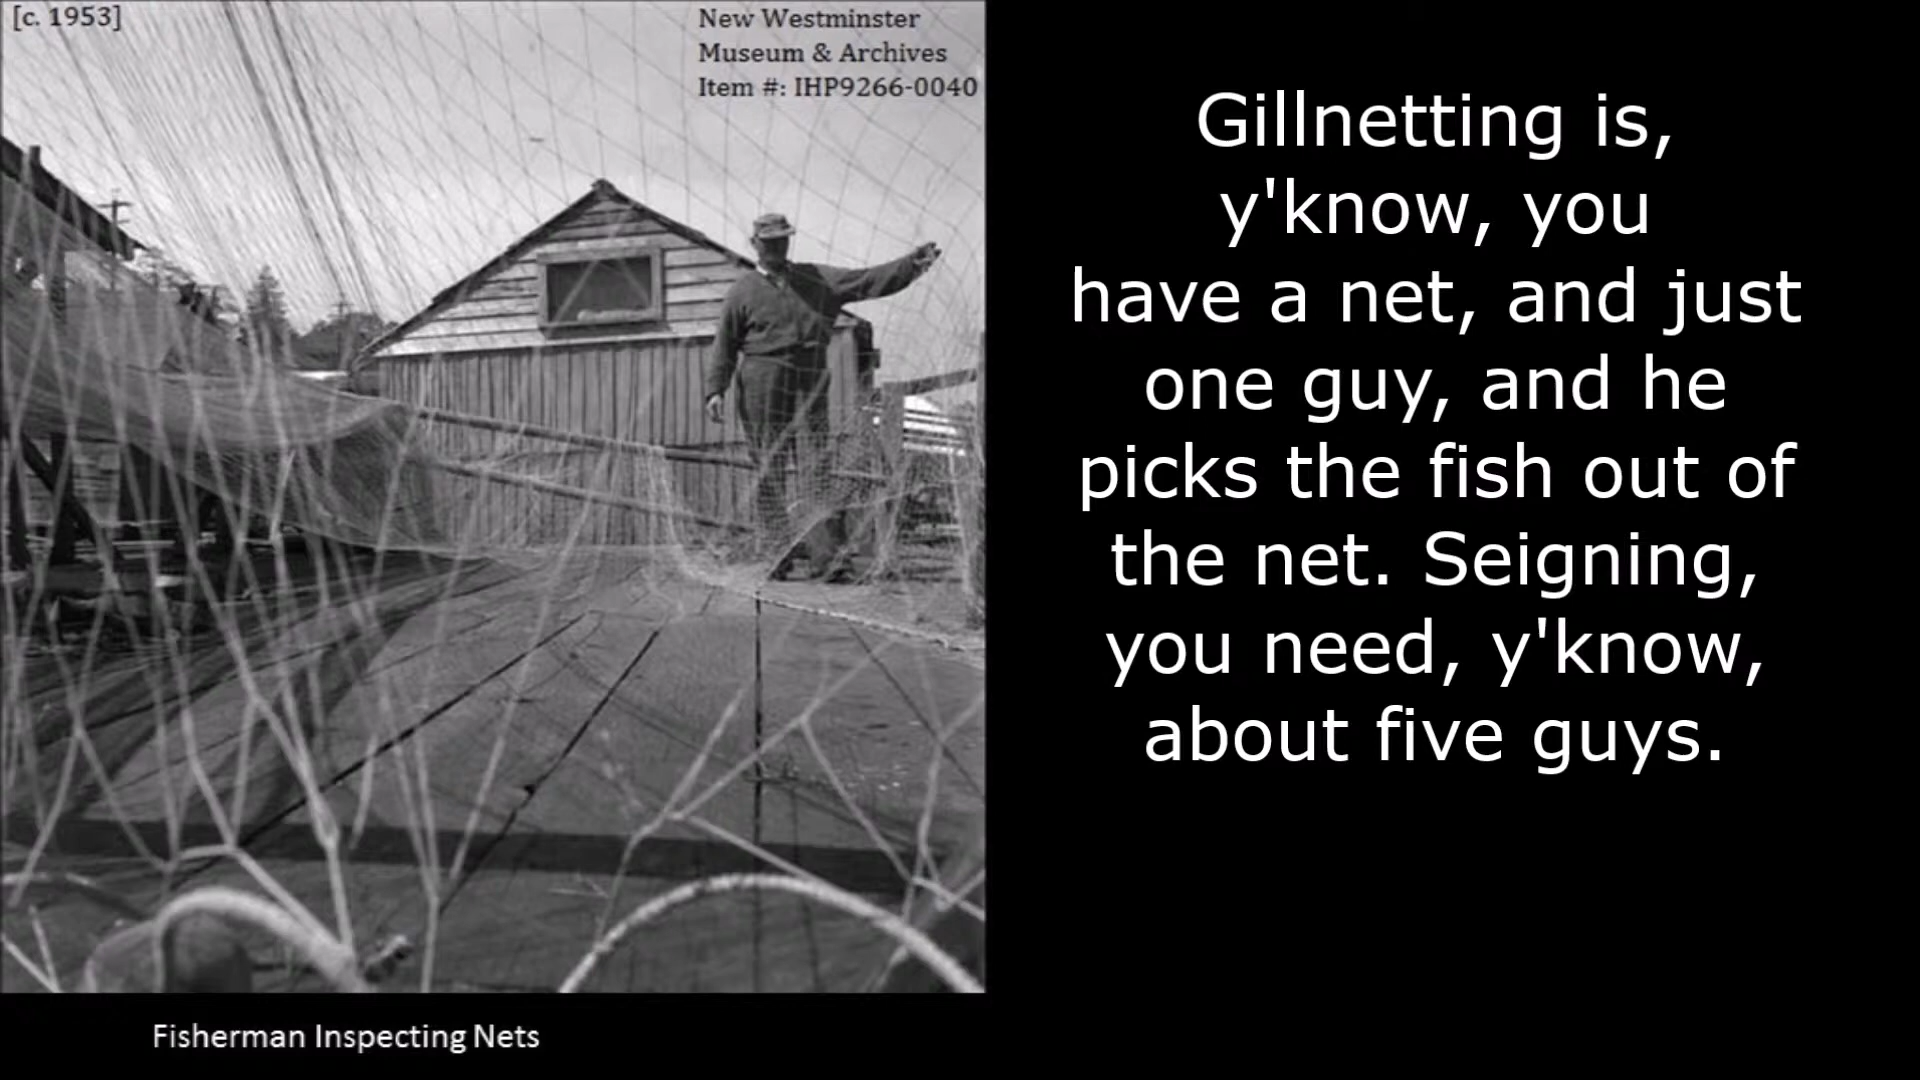 [c. 1953]
New Westminster
Museum & Archives
Item #: IHP9266-0040
Gillnetting is,
y'know, you
have a net, and just
one guy, and he
picks the fish out of
the net. Seigning,
you need, y'know,
about five guys.
Fisherman Inspecting Nets